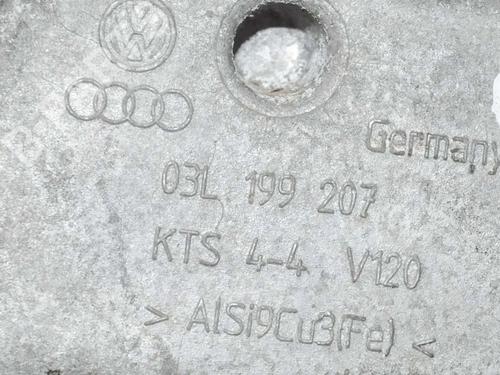 Germany
03L 199 207
KTS 4-4 V120
> AlSi9Cu3(Fe) <